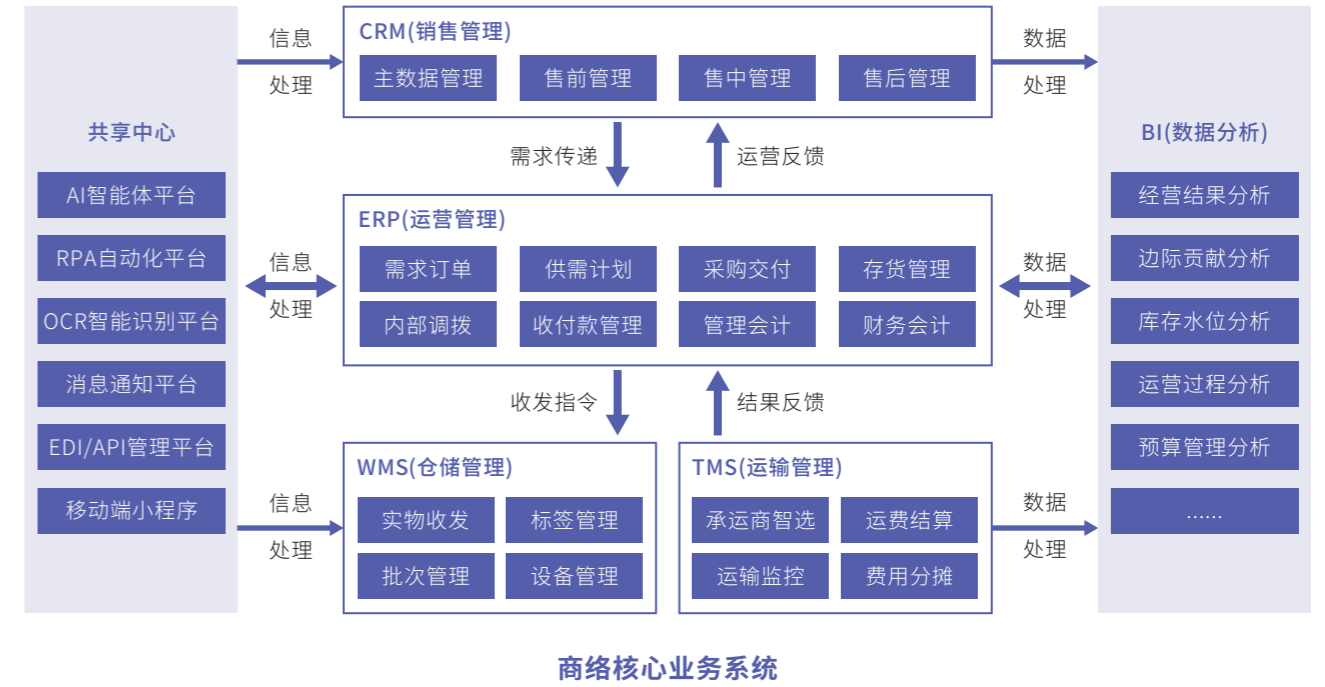 共享中心
AI智能体平台
RPA自动化平台
OCR智能识别平台
消息通知平台
EDI/API管理平台
移动端小程序
信息
处理
信息
处理
信息
处理
CRM(销售管理)
主数据管理 售前管理 售中管理 售后管理
需求传递 运营反馈
ERP(运营管理)
需求订单 供需计划 采购交付 存货管理
内部调拨 收付款管理 管理会计 财务会计
收发指令 结果反馈
WMS(仓储管理)
实物收发 标签管理
批次管理 设备管理
TMS(运输管理)
承运商智选 运费结算
运输监控 费用分摊
数据
处理
数据
处理
数据
处理
BI(数据分析)
经营结果分析
边际贡献分析
库存水位分析
运营过程分析
预算管理分析
......
商络核心业务系统